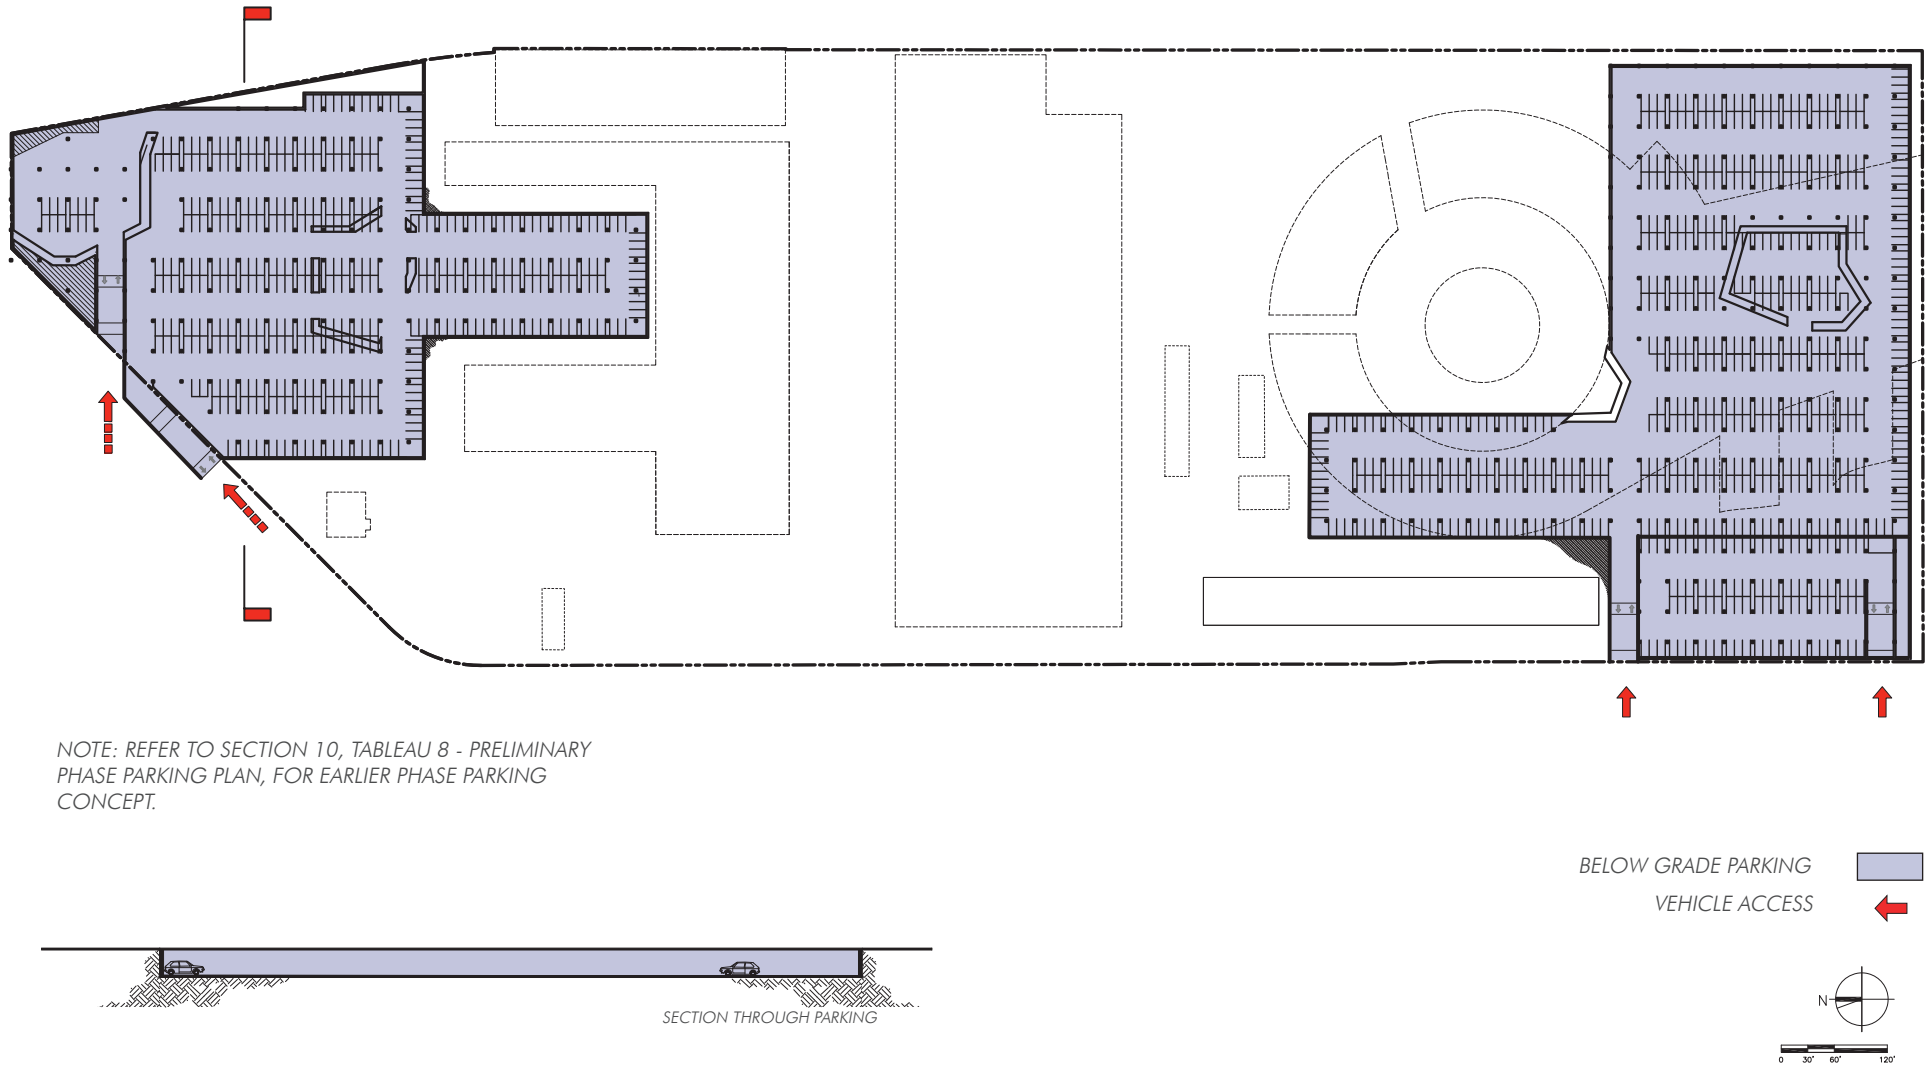 NOTE: REFER TO SECTION 10, TABLEAU 8 - PRELIMINARY
PHASE PARKING PLAN, FOR EARLIER PHASE PARKING
CONCEPT.
BELOW GRADE PARKING
VEHICLE ACCESS
SECTION THROUGH PARKING
N
0 30' 60' 120'